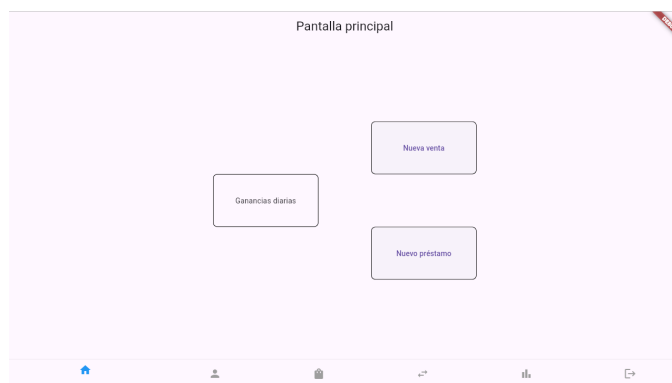 Pantalla principal
Nueva venta
Ganancias diarias
Nuevo préstamo